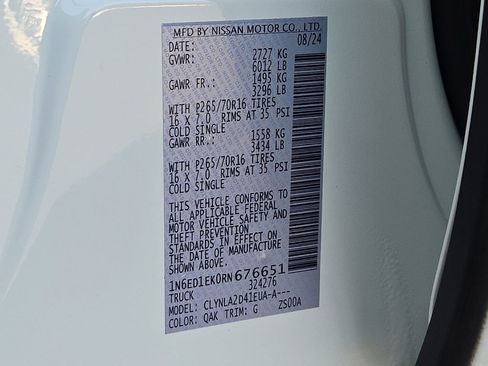 MFD BY NISSAN MOTOR CO., LTD.
DATE: 08/24
GVWR: 2727 KG
6012 LB
GAWR FR.: 1495 KG
3296 LB
WITH P265/70R16 TIRES
16 X 7.0 RIMS AT 35 PSI
COLD SINGLE
GAWR RR.: 1558 KG
3434 LB
WITH P265/70R16 TIRES
16 X 7.0 RIMS AT 35 PSI
COLD SINGLE
THIS VEHICLE CONFORMS TO
ALL APPLICABLE FEDERAL
MOTOR VEHICLE SAFETY AND
THEFT PREVENTION
STANDARDS IN EFFECT ON
THE DATE OF MANUFACTURE
SHOWN ABOVE.
1N6ED1EK0RN676651
TRUCK 324276
MODEL: CLYNLA2D41EUA-A---
COLOR: QAK TRIM: G ZS00A